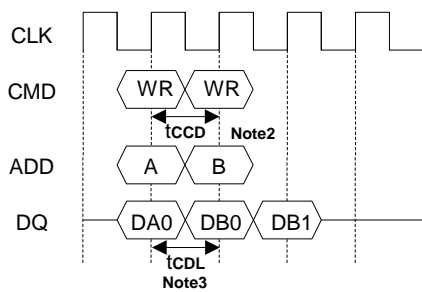 CLK
CMD WR WR
tCCD Note2
ADD A B
DQ DA0 DB0 DB1
tCDL
Note3